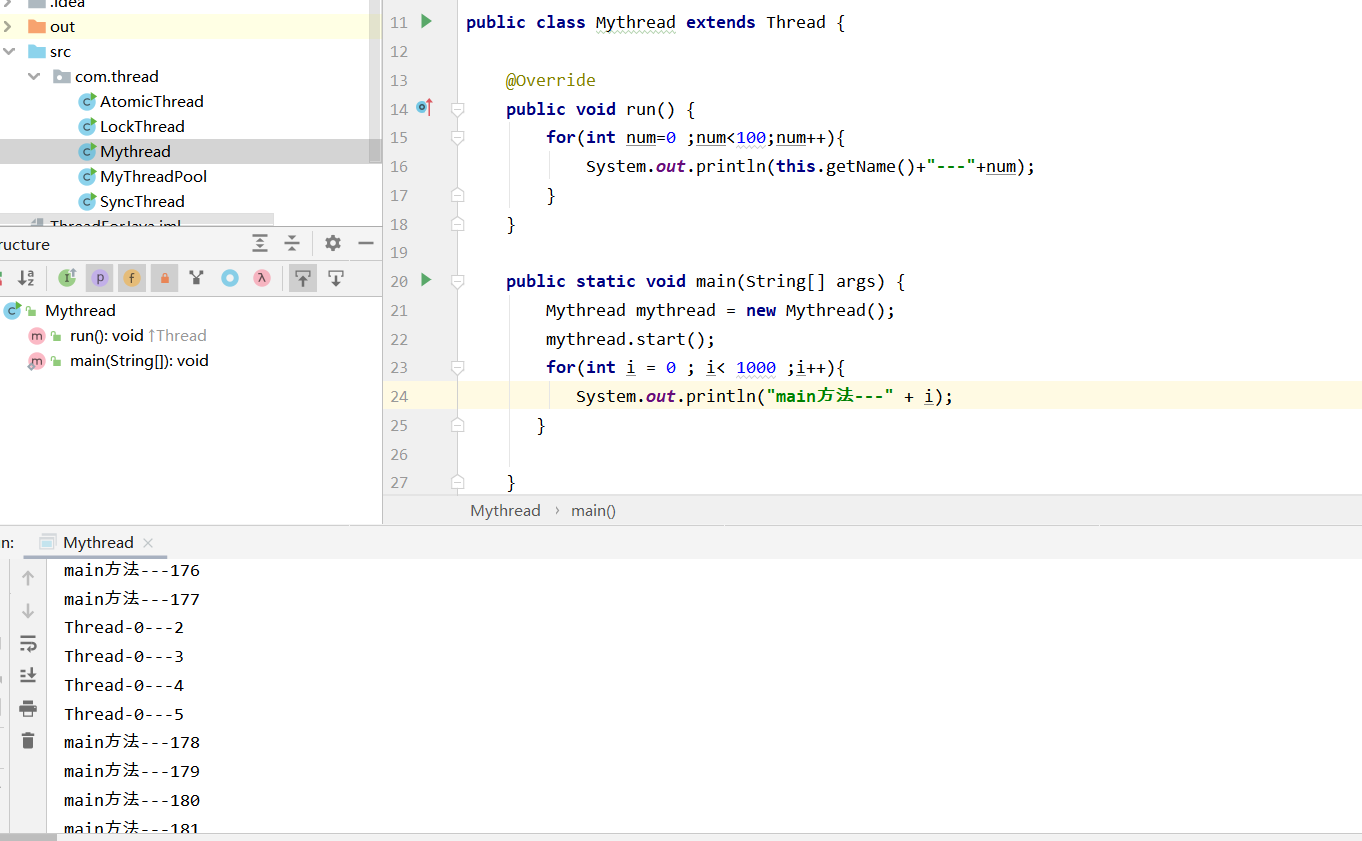 .idea
out
src
com.thread
AtomicThread
LockThread
Mythread
MyThreadPool
SyncThread
ThreadForJava.iml
ructure
Mythread
run(): void ↑Thread
main(String[]): void
11 public class Mythread extends Thread {
12
13 @Override
14 public void run() {
15 for(int num=0 ;num<100;num++){
16 System.out.println(this.getName()+"---"+num);
17 }
18 }
19
20 public static void main(String[] args) {
21 Mythread mythread = new Mythread();
22 mythread.start();
23 for(int i = 0 ; i< 1000 ;i++){
24 System.out.println("main方法---" + i);
25 }
26
27 }
Mythread › main()
n: Mythread
main方法---176
main方法---177
Thread-0---2
Thread-0---3
Thread-0---4
Thread-0---5
main方法---178
main方法---179
main方法---180
main方法---181